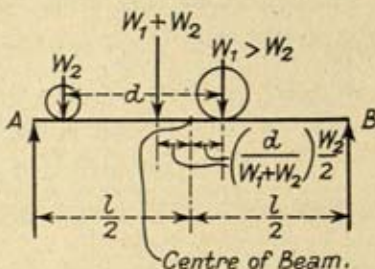 W₁ + W₂
W₂
W₁ > W₂
d
A
B
(d / W₁+W₂) W₂/2
l/2
l/2
Centre of Beam.